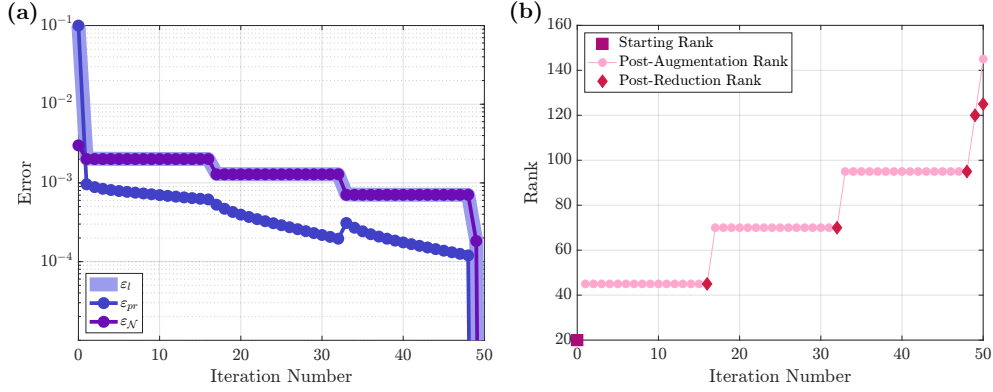 (a)
10^{-1}
10^{-2}
10^{-3}
10^{-4}
Error
ε_l
ε_{pr}
ε_𝒩
0 10 20 30 40 50
Iteration Number
(b)
160
140
120
100
80
60
40
20
Rank
Starting Rank
Post-Augmentation Rank
Post-Reduction Rank
0 10 20 30 40 50
Iteration Number